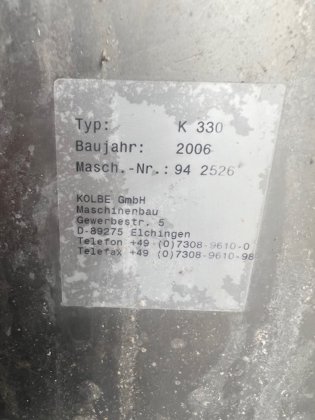 Typ: K 330
Baujahr: 2006
Masch.-Nr.: 94 2526
KOLBE GmbH
Maschinenbau
Gewerbestr. 5
D-89275 Elchingen
Telefon +49 (0)7308-9610-0
Telefax +49 (0)7308-9610-98